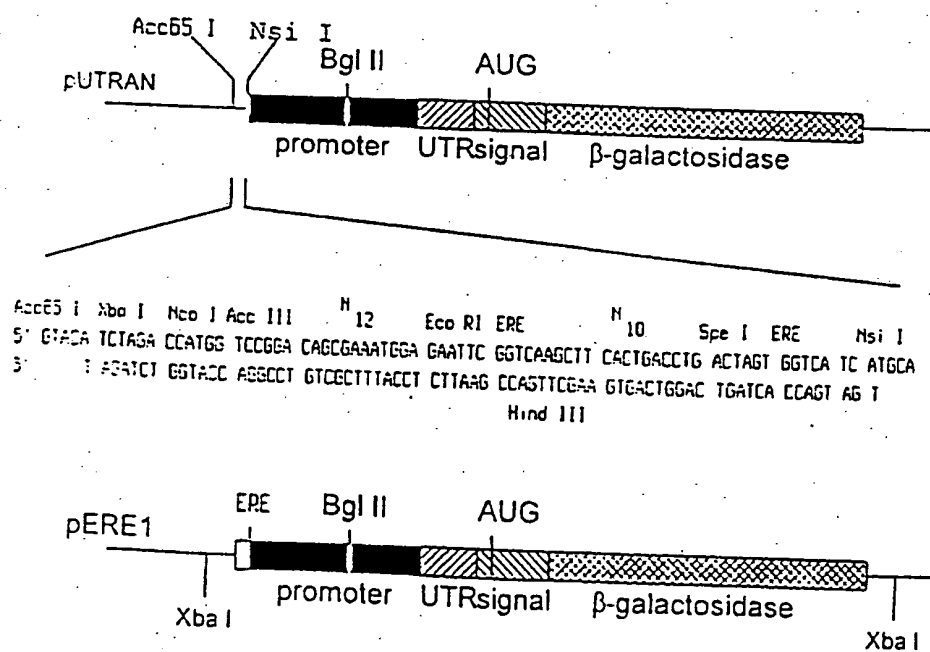 Acc65 I Nsi I
Bgl II AUG
pUTRAN
promoter UTRsignal β-galactosidase
Acc65 I Xba I Nco I Acc III N 12 Eco RI ERE N 10 Spe I ERE Nsi I
5' GTACA TCTAGA CCATGG TCCGGA CAGCGAAATGGA GAATTC GGTCAAGCTT CACTGACCTG ACTAGT GGTCA TC ATGCA
3' T AGATCT GGTACC AGGCCT GTCGCTTTACCT CTTAAG CCAGTTCGAA GTGACTGGAC TGATCA CCAGT AG T
Hind III
ERE Bgl II AUG
pERE1
promoter UTRsignal β-galactosidase
Xba I Xba I